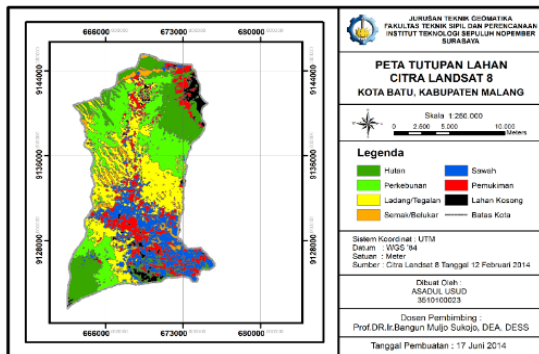 666000 673000 680000
9144000
9136000
9128000
9144000
9136000
9128000
666000 673000 680000
JURUSAN TEKNIK GEOMATIKA
FAKULTAS TEKNIK SIPIL DAN PERENCANAAN
INSTITUT TEKNOLOGI SEPULUH NOPEMBER
SURABAYA
PETA TUTUPAN LAHAN
CITRA LANDSAT 8
KOTA BATU, KABUPATEN MALANG
Skala 1:250.000
0 2.500 5.000 10.000
Meters
Legenda
Hutan
Perkebunan
Ladang/Tegalan
Semak/Belukar
Sawah
Pemukiman
Lahan Kosong
Batas Kota
Sistem Koordinat : UTM
Datum : WGS '84
Satuan : Meter
Sumber : Citra Landset 8 Tanggal 12 Februari 2014
Dibuat Oleh :
ASADUL USUD
3510100023
Dosen Pembimbing :
Prof.DR.Ir.Bangun Muljo Sukojo, DEA, DESS
Tanggal Pembuatan : 17 Juni 2014